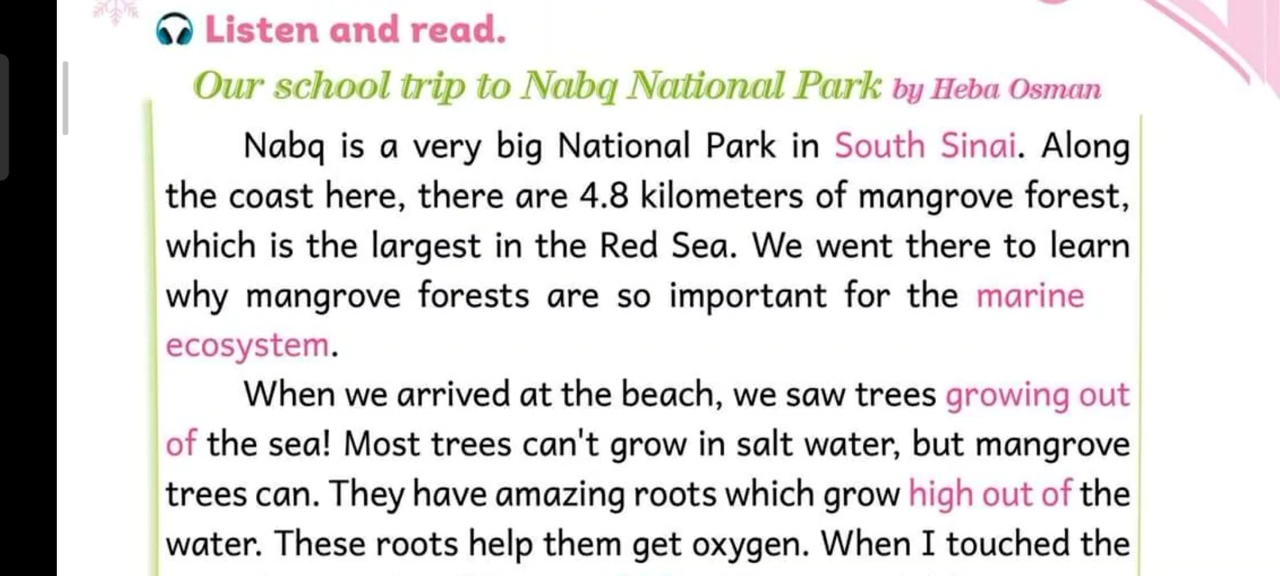 Listen and read.
Our school trip to Nabq National Park by Heba Osman
Nabq is a very big National Park in South Sinai. Along
the coast here, there are 4.8 kilometers of mangrove forest,
which is the largest in the Red Sea. We went there to learn
why mangrove forests are so important for the marine
ecosystem.
When we arrived at the beach, we saw trees growing out
of the sea! Most trees can't grow in salt water, but mangrove
trees can. They have amazing roots which grow high out of the
water. These roots help them get oxygen. When I touched the